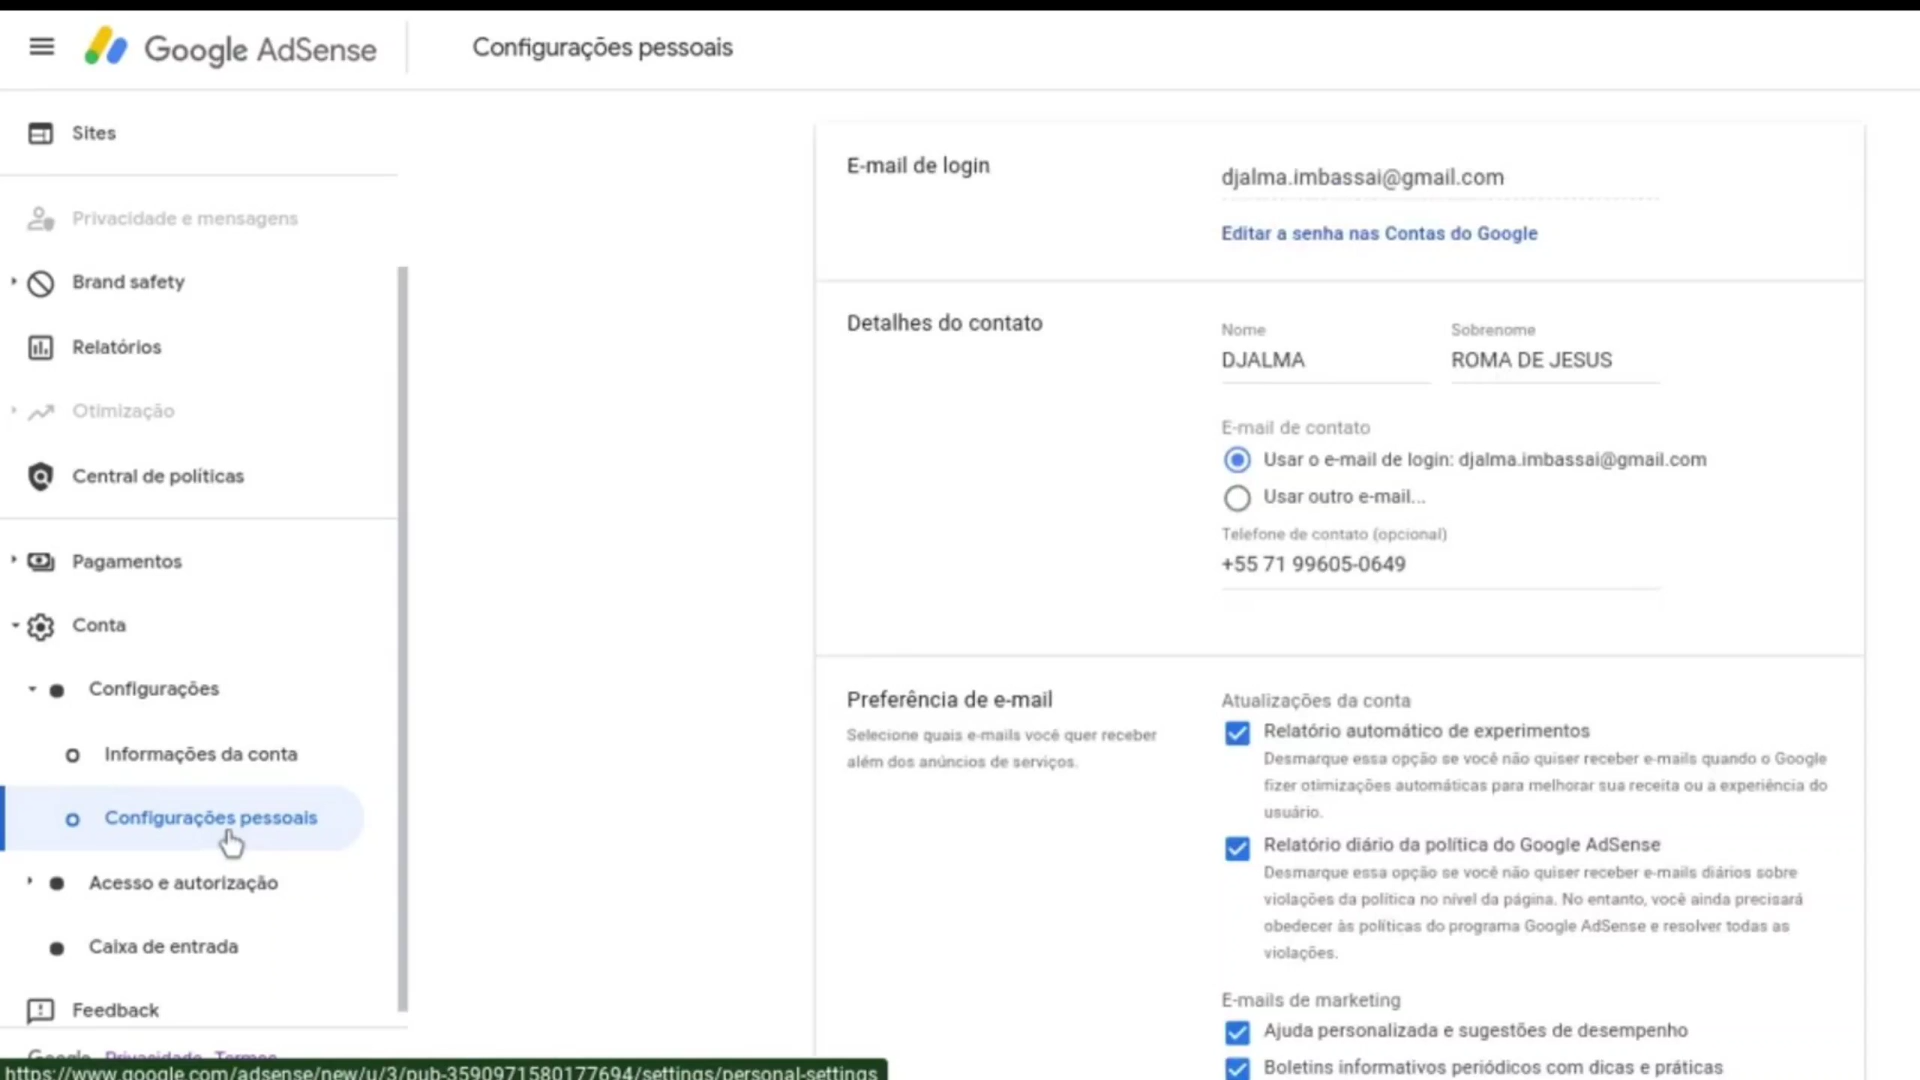 Google AdSense
Configurações pessoais
Sites
Privacidade e mensagens
Brand safety
Relatórios
Otimização
Central de políticas
Pagamentos
Conta
Configurações
Informações da conta
Configurações pessoais
Acesso e autorização
Caixa de entrada
Feedback
Google Privacidade Termos
https://www.google.com/adsense/new/u/3/pub-3590971580177694/settings/personal-settings
E-mail de login
djalma.imbassai@gmail.com
Editar a senha nas Contas do Google
Detalhes do contato
Nome
Sobrenome
DJALMA
ROMA DE JESUS
E-mail de contato
Usar o e-mail de login: djalma.imbassai@gmail.com
Usar outro e-mail...
Telefone de contato (opcional)
+55 71 99605-0649
Preferência de e-mail
Selecione quais e-mails você quer receber
além dos anúncios de serviços.
Atualizações da conta
Relatório automático de experimentos
Desmarque essa opção se você não quiser receber e-mails quando o Google
fizer otimizações automáticas para melhorar sua receita ou a experiência do
usuário.
Relatório diário da política do Google AdSense
Desmarque essa opção se você não quiser receber e-mails diários sobre
violações da política no nível da página. No entanto, você ainda precisará
obedecer às políticas do programa Google AdSense e resolver todas as
violações.
E-mails de marketing
Ajuda personalizada e sugestões de desempenho
Boletins informativos periódicos com dicas e práticas